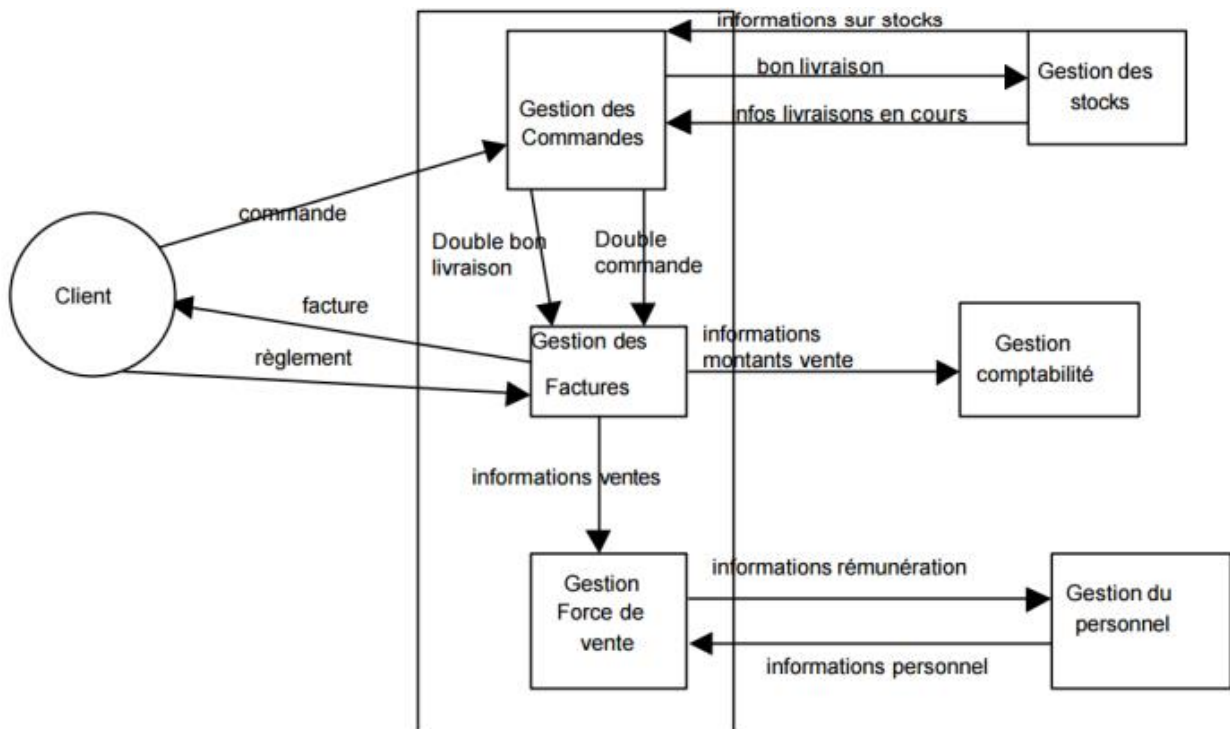 informations sur stocks
bon livraison
Gestion des
stocks
Gestion des
Commandes
nfos livraisons en cours
commande
Double bon
livraison
Double
commande
Client
facture
règlement
Gestion des
Factures
informations
montants vente
Gestion
comptabilité
informations ventes
Gestion
Force de
vente
informations rémunération
Gestion du
personnel
informations personnel